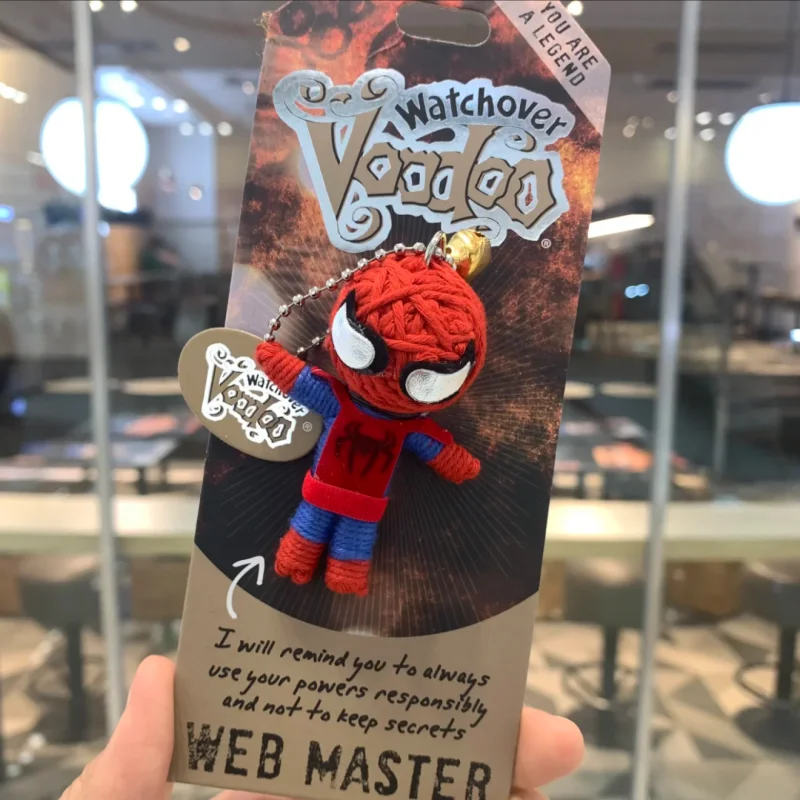 YOU ARE
A LEGEND
Watchover
Voodoo
®
Watchover
Voodoo
®
I will remind you to always
use your powers responsibly
and not to keep secrets
WEB MASTER